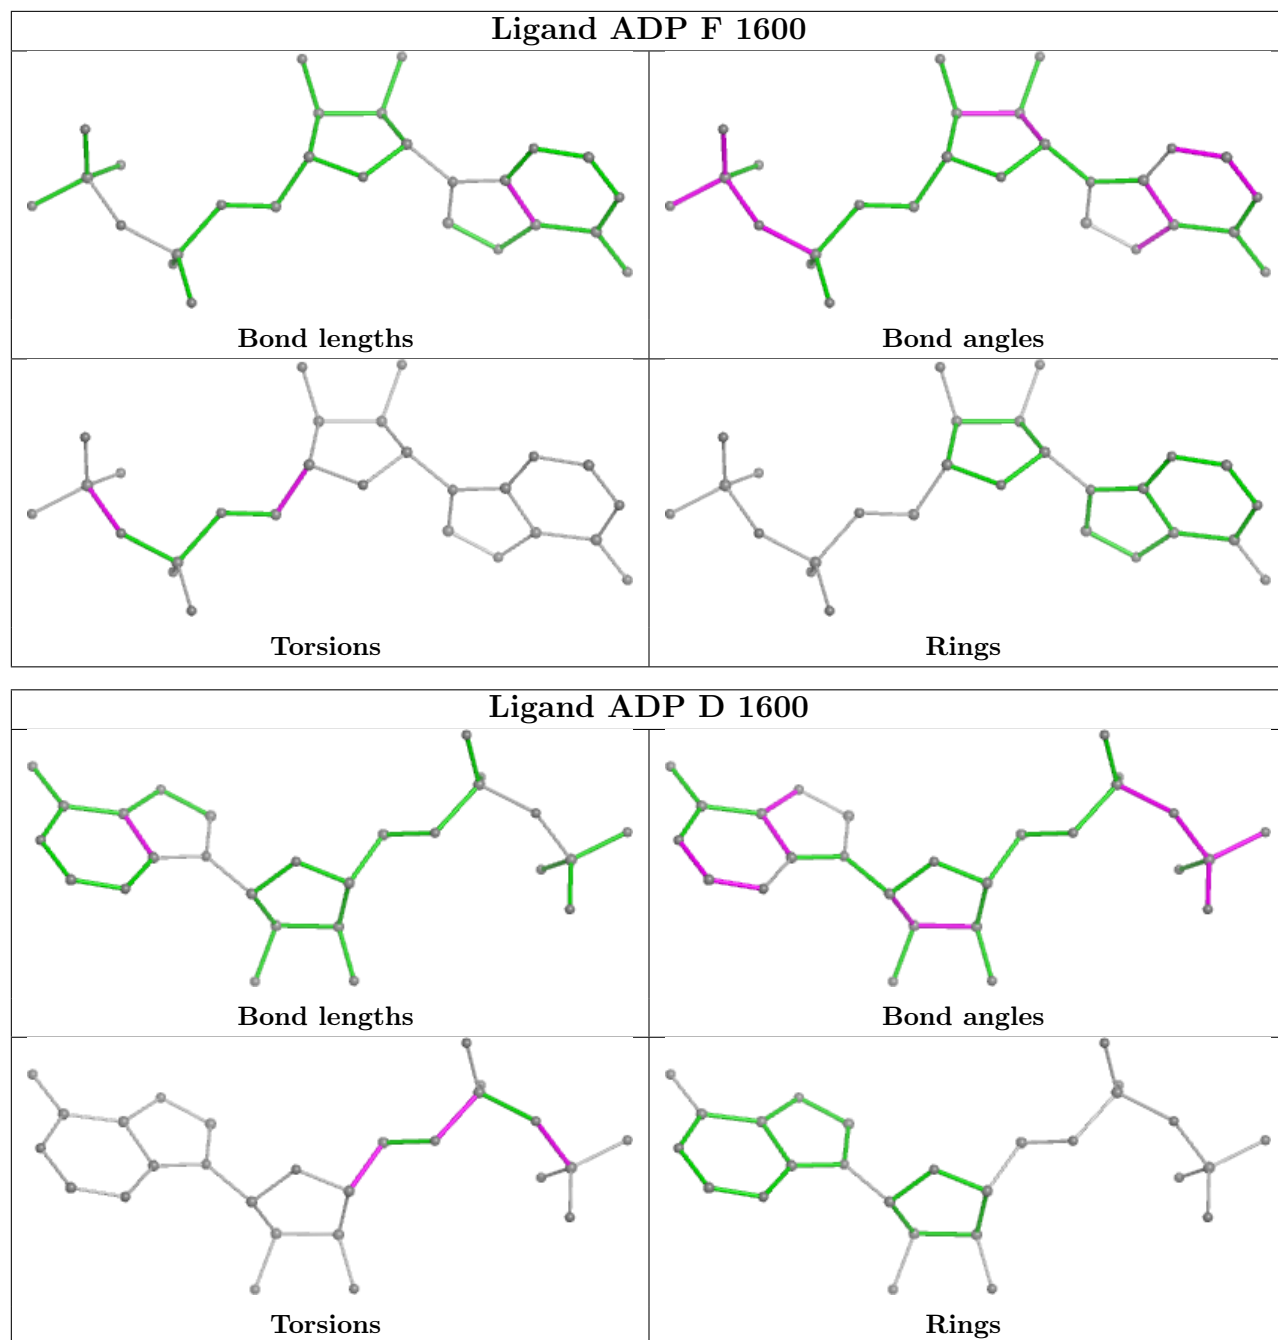 Ligand ADP F 1600
Bond lengths
Bond angles
Torsions
Rings
Ligand ADP D 1600
Bond lengths
Bond angles
Torsions
Rings